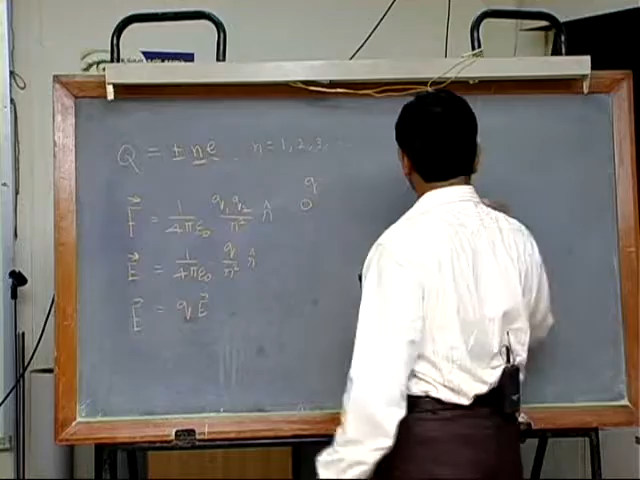 Q = ± ne . n = 1, 2, 3, ...
q
F⃗ = 1/4πε₀ q₁q₂/r² r̂
E⃗ = 1/4πε₀ q/r² r̂
F⃗ = qE⃗